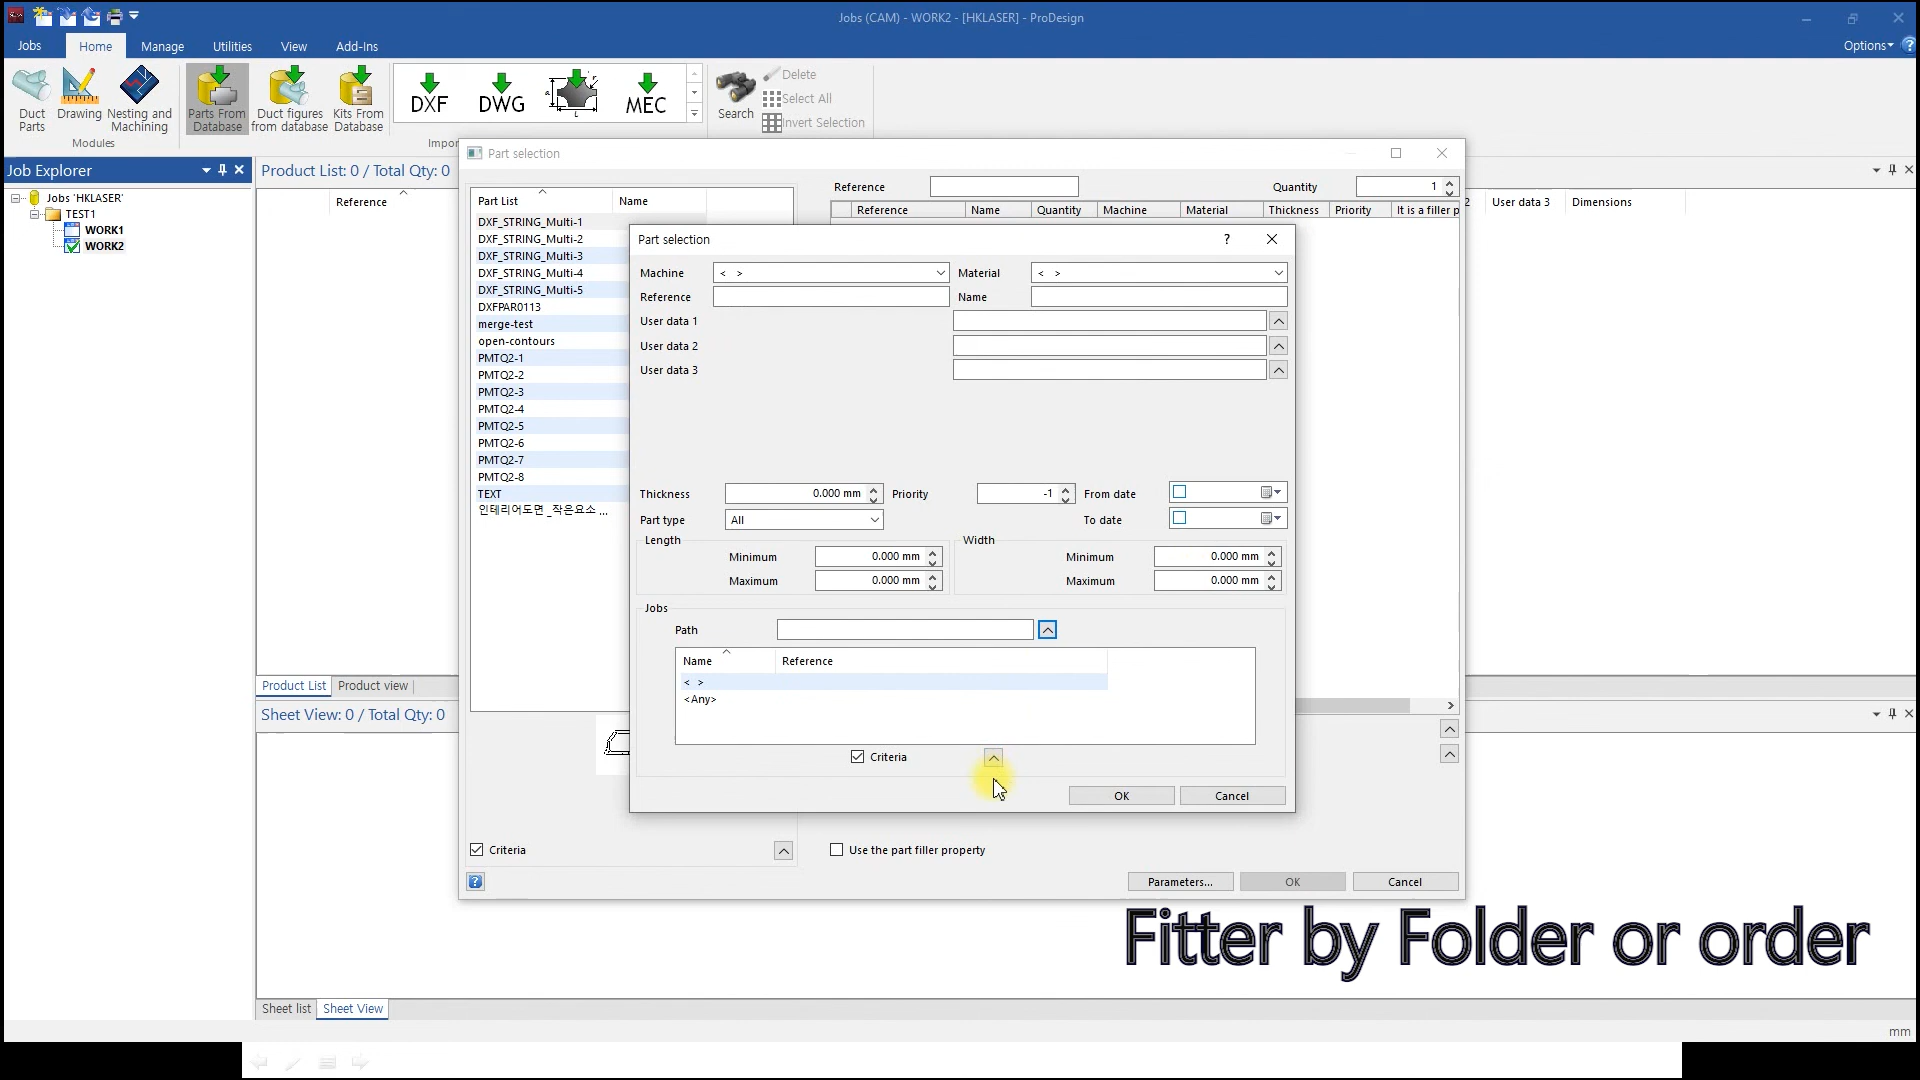 Jobs (CAM) - WORK2 - [HKLASER] - ProDesign
Jobs Home Manage Utilities View Add-Ins Options
Duct Parts
Drawing
Nesting and Machining
Modules
Parts From Database
Duct figures from database
Kits From Database
DXF DWG MEC
Impor
Search
Delete
Select All
Invert Selection
Job Explorer
Jobs 'HKLASER'
TEST1
WORK1
WORK2
Product List: 0 / Total Qty: 0
Reference
2 User data 3 Dimensions
Product List Product view
Sheet View: 0 / Total Qty: 0
Sheet list Sheet View
mm
Part selection
Part List Name
DXF_STRING_Multi-1
DXF_STRING_Multi-2
DXF_STRING_Multi-3
DXF_STRING_Multi-4
DXF_STRING_Multi-5
DXFPAR0113
merge-test
open-contours
PMTQ2-1
PMTQ2-2
PMTQ2-3
PMTQ2-4
PMTQ2-5
PMTQ2-6
PMTQ2-7
PMTQ2-8
TEXT
인테리어도면 _작은요소 ...
Reference Quantity 1
Reference Name Quantity Machine Material Thickness Priority It is a filler p
Criteria
Use the part filler property
Parameters... OK Cancel
Part selection ?
Machine < > Material < >
Reference Name
User data 1
User data 2
User data 3
Thickness 0.000 mm Priority -1 From date
Part type All To date
Length Width
Minimum 0.000 mm Minimum 0.000 mm
Maximum 0.000 mm Maximum 0.000 mm
Jobs
Path
Name Reference
< >
<Any>
Criteria
OK Cancel
Fitter by Folder or order